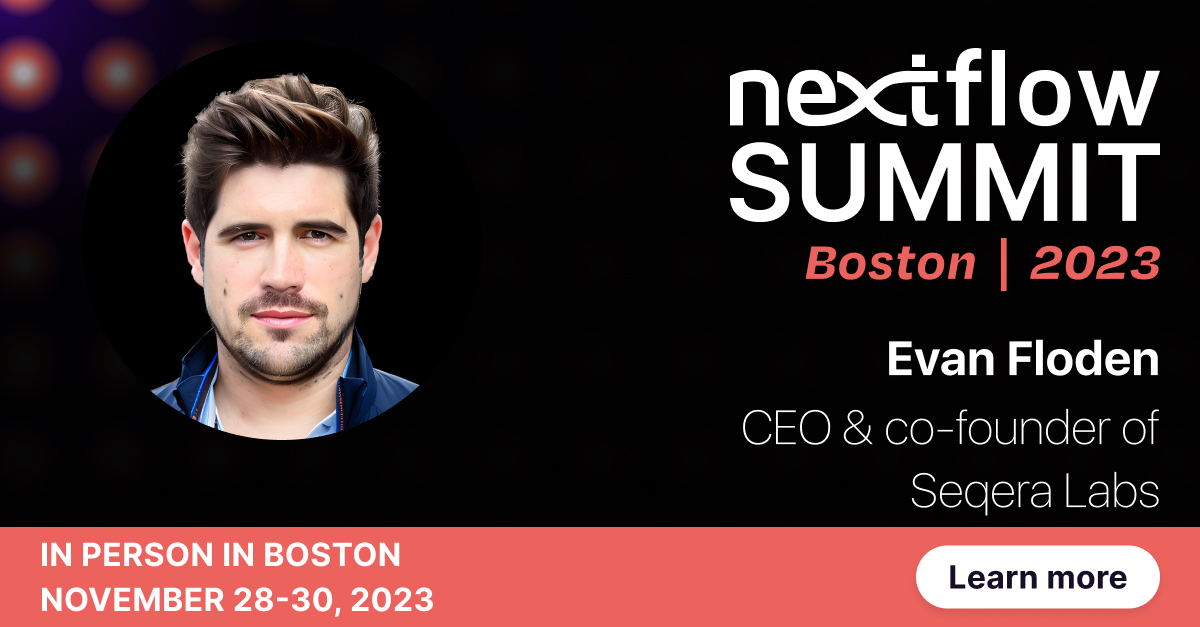 nextflow
SUMMIT
Boston | 2023
Evan Floden
CEO & co-founder of
Seqera Labs
IN PERSON IN BOSTON
NOVEMBER 28-30, 2023
Learn more